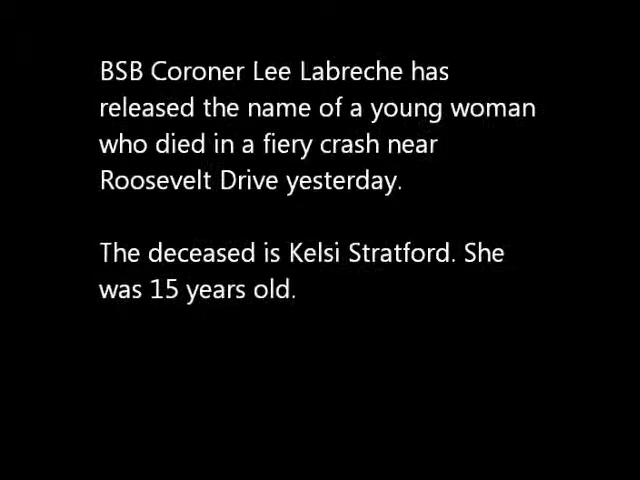 BSB Coroner Lee Labreche has
released the name of a young woman
who died in a fiery crash near
Roosevelt Drive yesterday.
The deceased is Kelsi Stratford. She
was 15 years old.